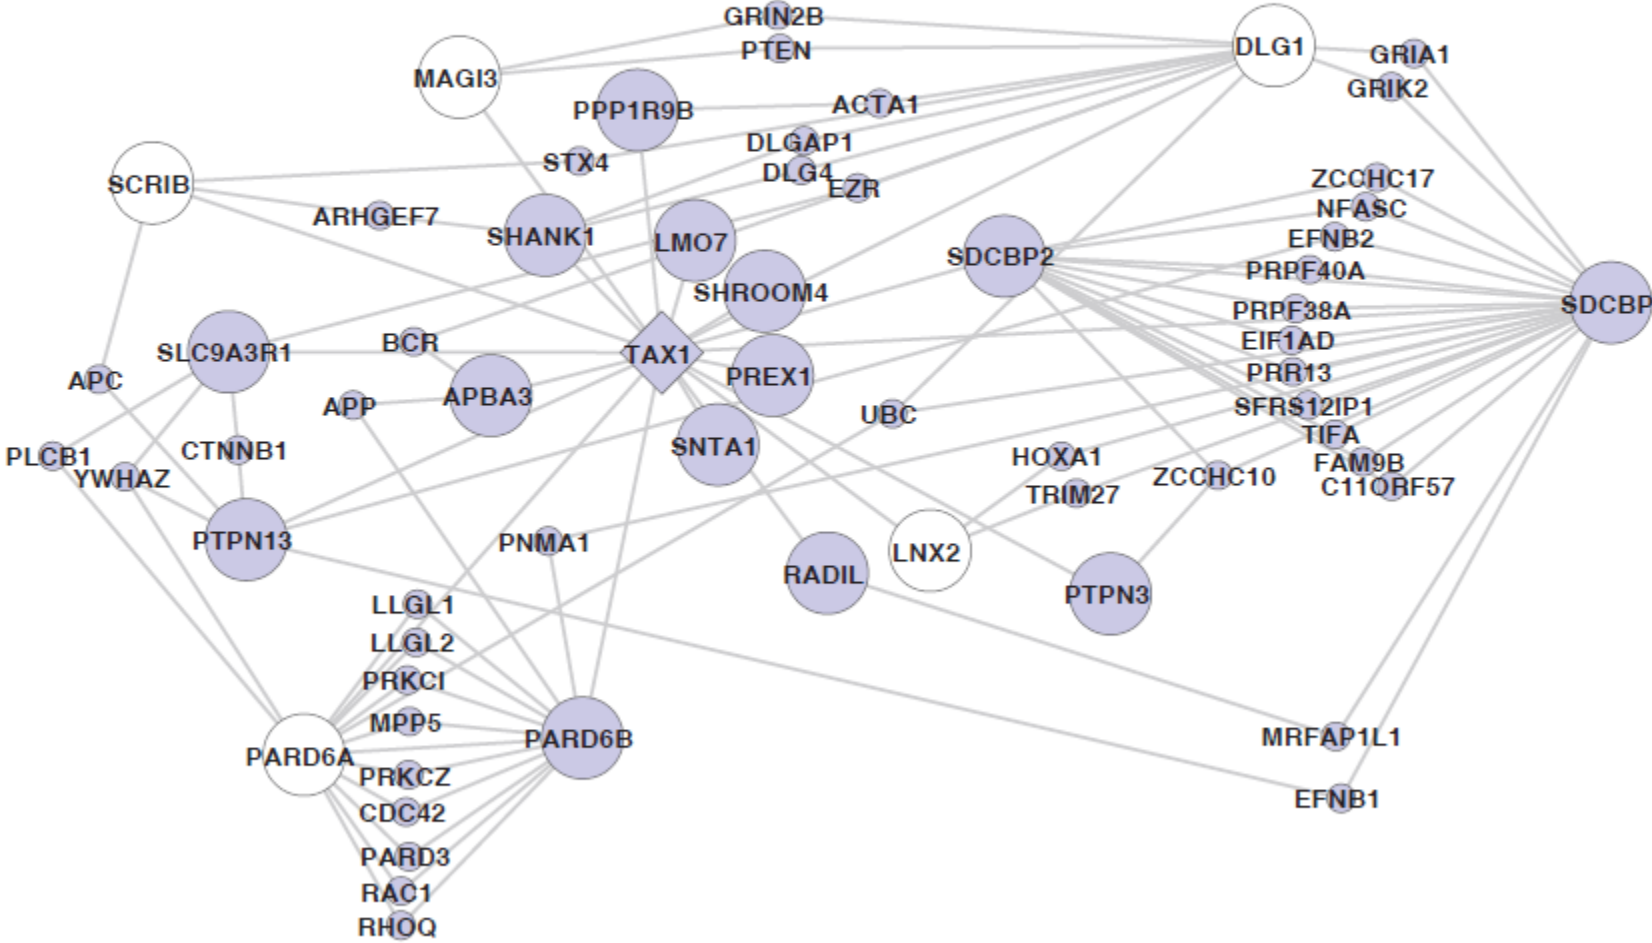 GRIN2B
DLG1
PTEN
GRIA1
MAGI3
GRIK2
PPP1R9B
ACTA1
DLGAP1
STX4
DLG4
ZCCHC17
SCRIB
EZR
NFASC
ARHGEF7
SHANK1
LMO7
EFNB2
SDCBP2
PRPF40A
SHROOM4
SDCBP
PRPF38A
BCR
EIF1AD
SLC9A3R1
TAX1
PRR13
APC
PREX1
APBA3
APP
SFRS12IP1
UBC
TIFA
SNTA1
CTNNB1
PLCB1
HOXA1
FAM9B
YWHAZ
ZCCHC10
C11ORF57
TRIM27
PTPN13
PNMA1
LNX2
RADIL
PTPN3
LLGL1
LLGL2
PRKCI
MPP5
PARD6B
MRFAP1L1
PARD6A
PRKCZ
EFNB1
CDC42
PARD3
RAC1
RHOQ